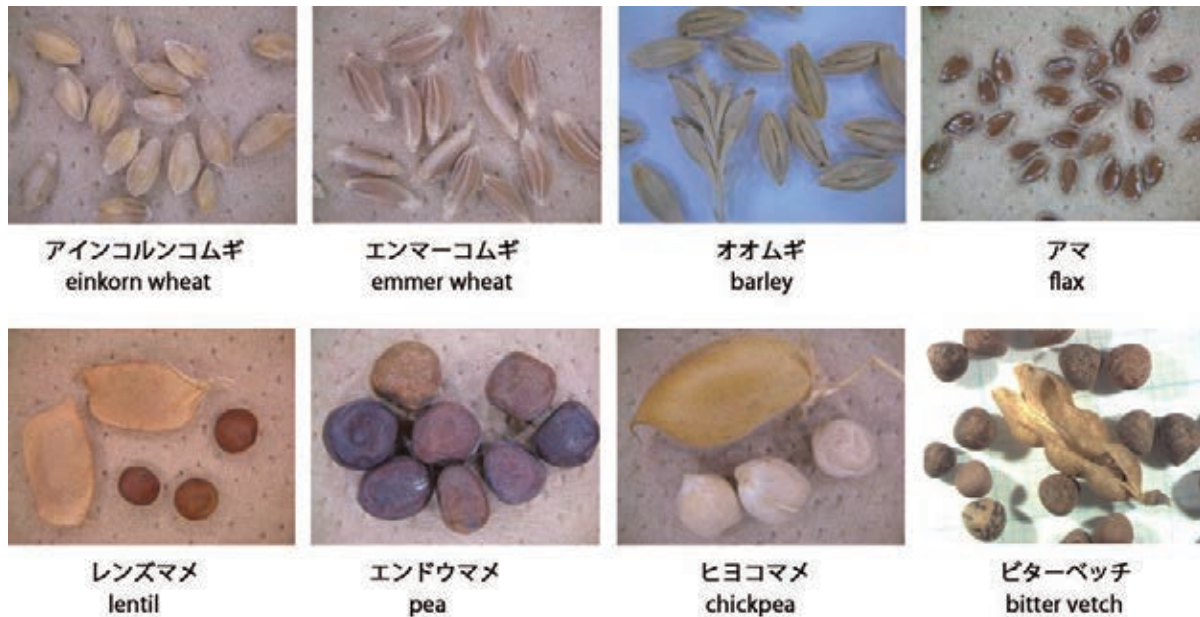 アインコルンコムギ
einkorn wheat
エンマーコムギ
emmer wheat
オオムギ
barley
アマ
flax
レンズマメ
lentil
エンドウマメ
pea
ヒヨコマメ
chickpea
ビターベッチ
bitter vetch